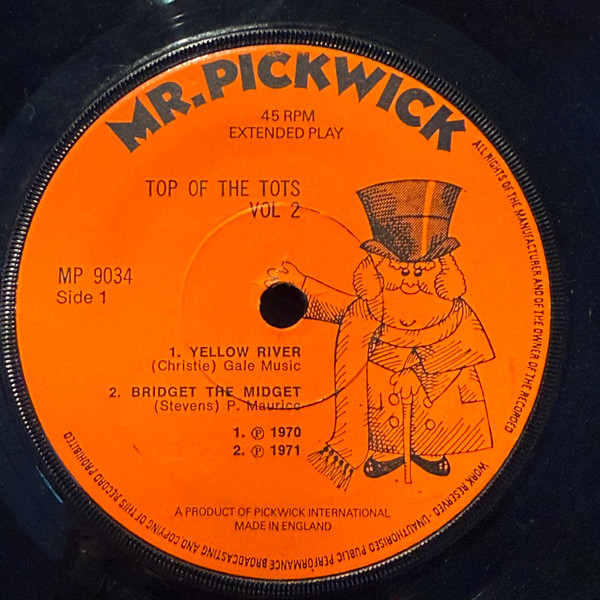 MR. PICKWICK
45 RPM
EXTENDED PLAY
TOP OF THE TOTS
VOL 2
MP 9034
Side 1
1. YELLOW RIVER
(Christie) Gale Music
2. BRIDGET THE MIDGET
(Stevens) P. Maurice
1. ℗ 1970
2. ℗ 1971
A PRODUCT OF PICKWICK INTERNATIONAL
MADE IN ENGLAND
ALL RIGHTS OF THE MANUFACTURER AND OF THE OWNER OF THE RECORDED WORK RESERVED - UNAUTHORISED PUBLIC PERFORMANCE BROADCASTING AND COPYING OF THIS RECORD PROHIBITED